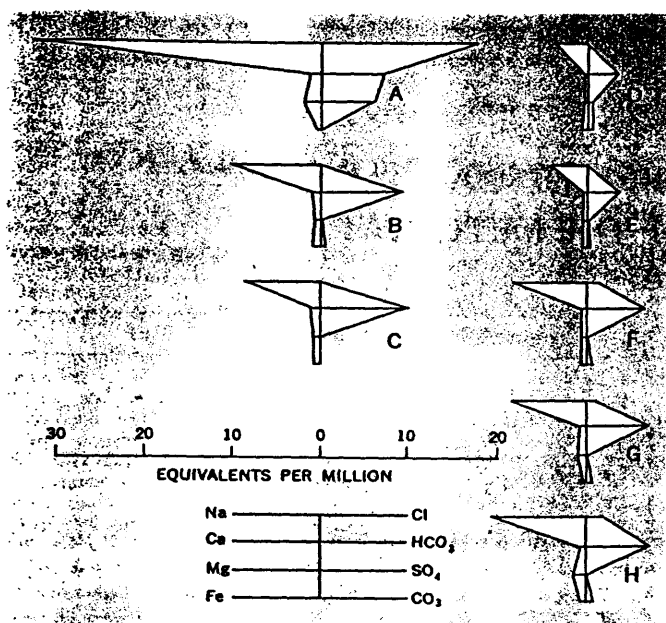 A
D
B
E
C
F
30 20 10 0 10 20
EQUIVALENTS PER MILLION
G
Na Cl
Ca HCO₃
Mg SO₄
Fe CO₃
H